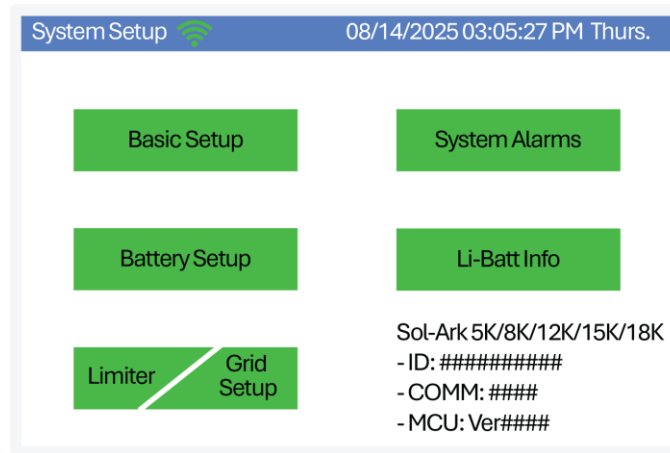 System Setup
08/14/2025 03:05:27 PM Thurs.
Basic Setup
System Alarms
Battery Setup
Li-Batt Info
Limiter
Grid
Setup
Sol-Ark 5K/8K/12K/15K/18K
- ID: ##########
- COMM: ####
- MCU: Ver####